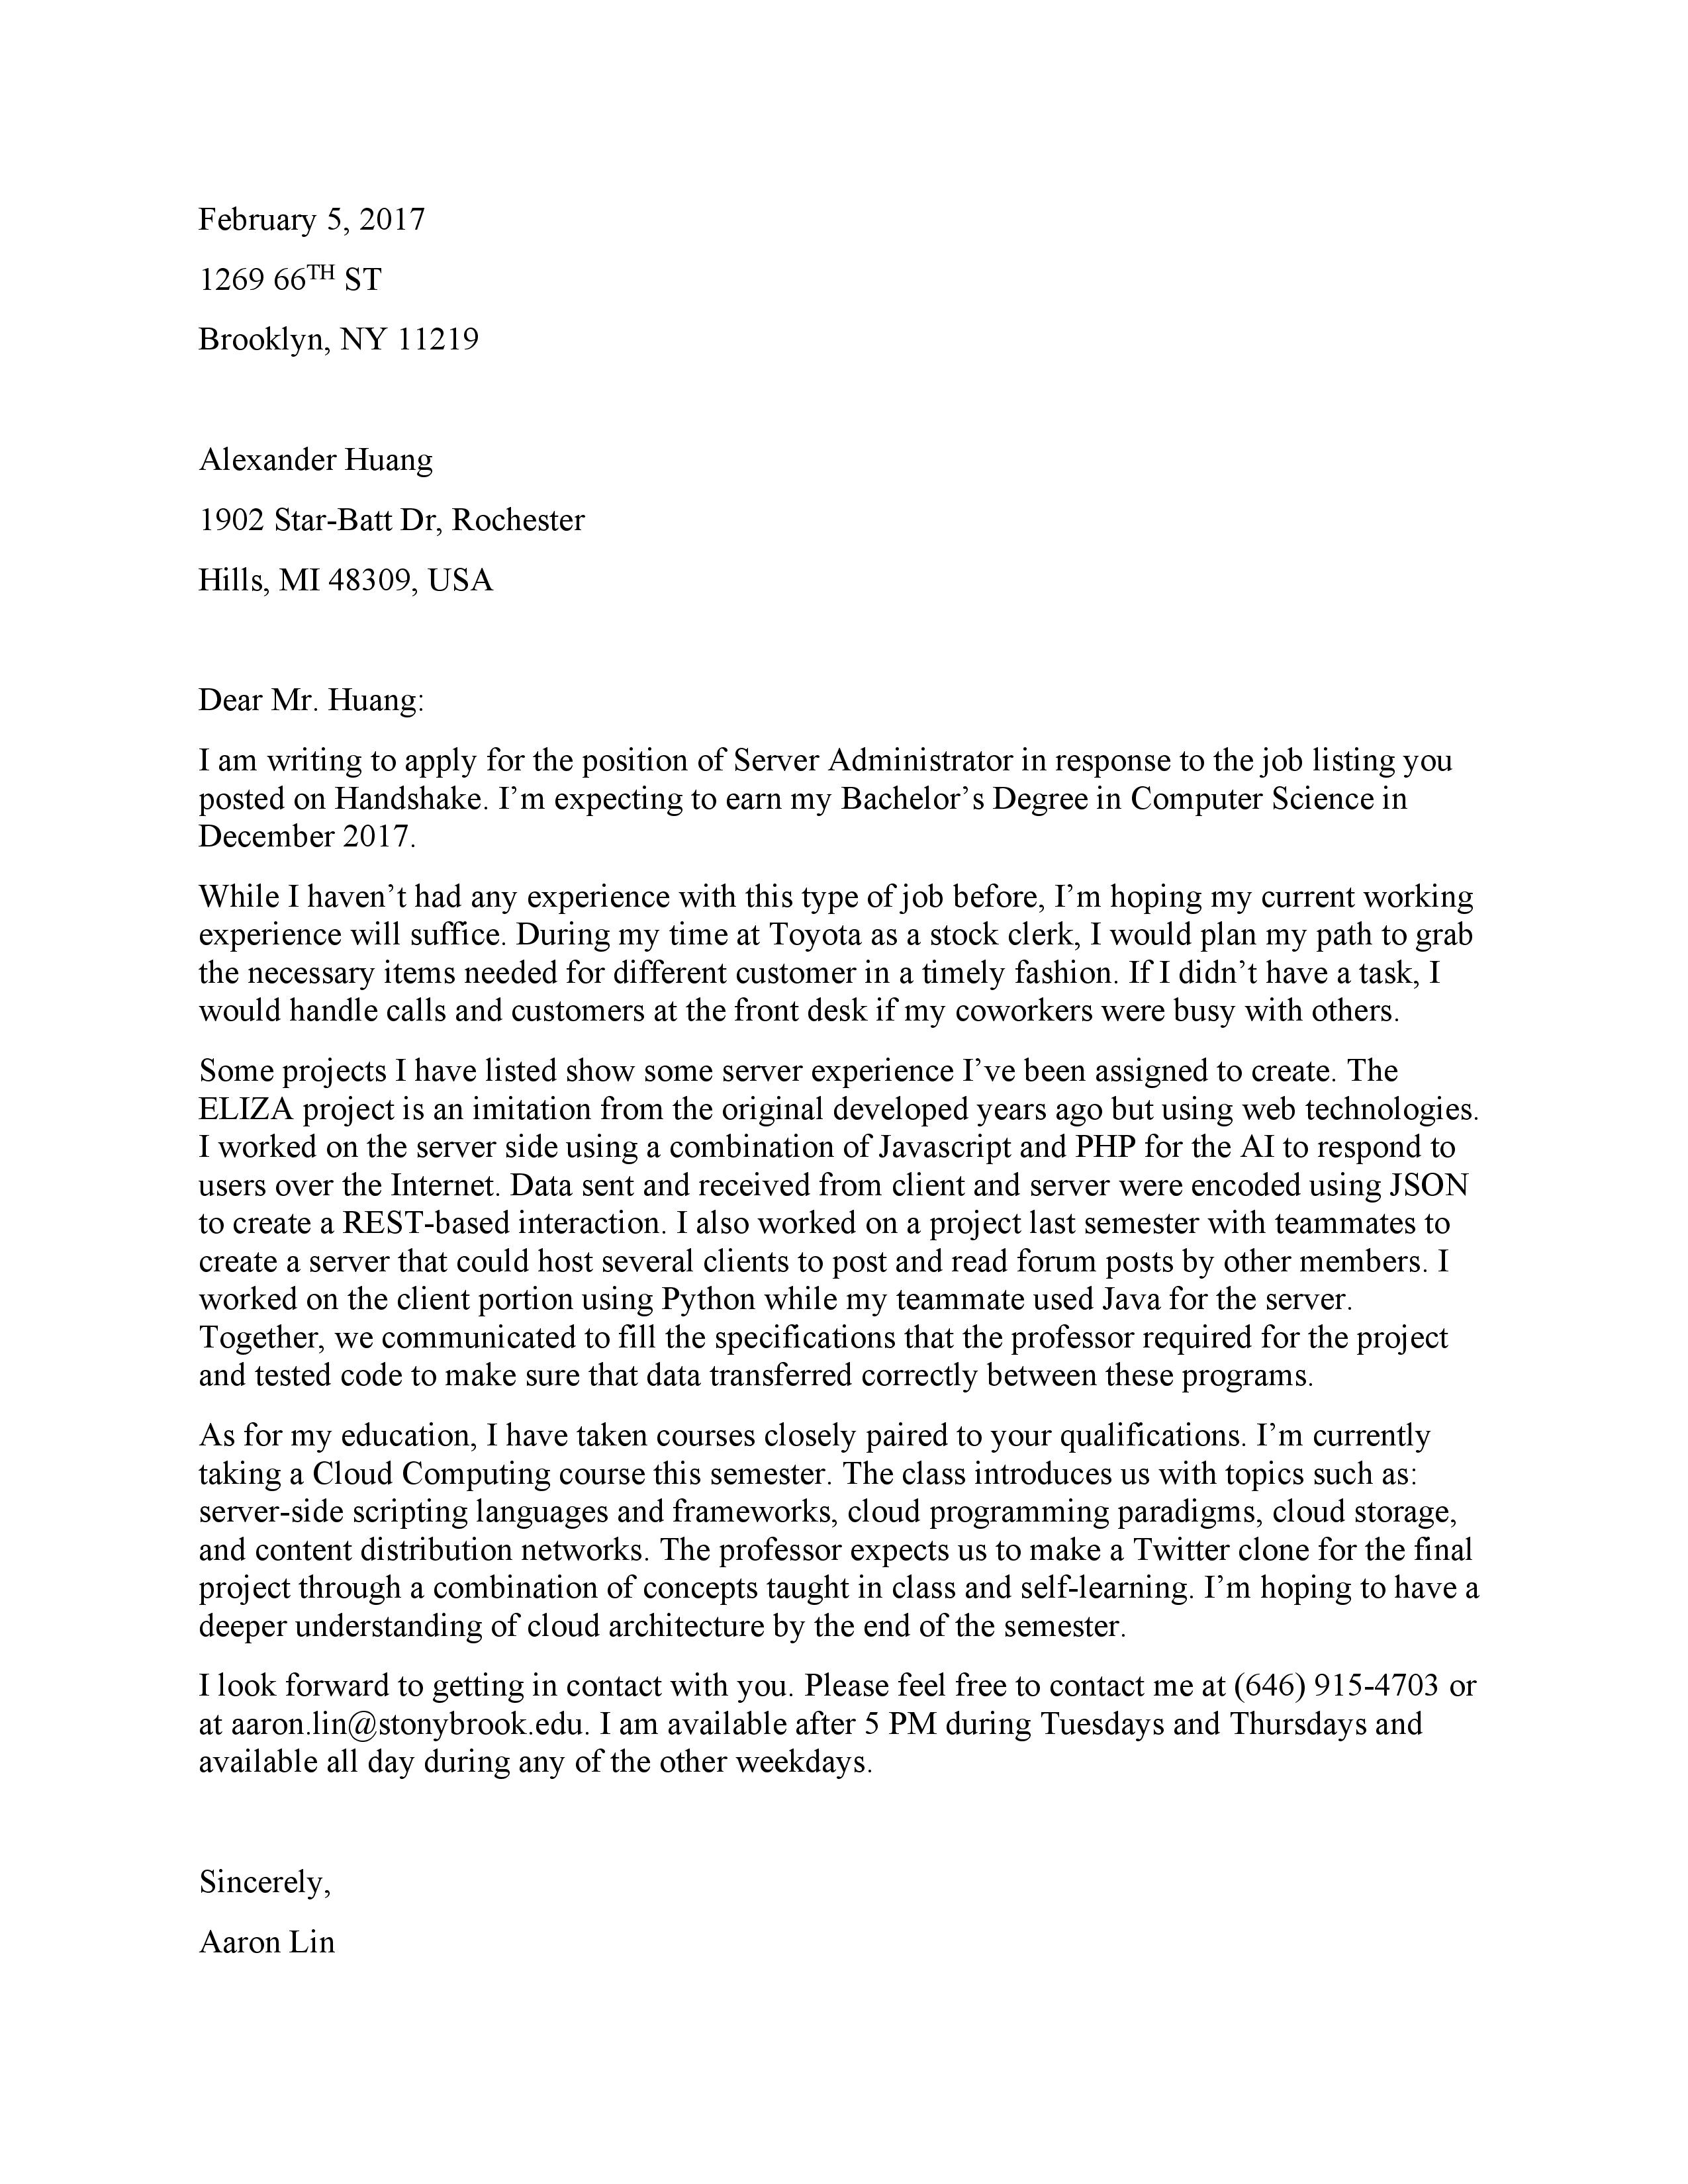 February 5, 2017
1269 66TH ST
Brooklyn, NY 11219
Alexander Huang
1902 Star-Batt Dr, Rochester
Hills, MI 48309, USA
Dear Mr. Huang:
I am writing to apply for the position of Server Administrator in response to the job listing you
posted on Handshake. I’m expecting to earn my Bachelor’s Degree in Computer Science in
December 2017.
While I haven’t had any experience with this type of job before, I’m hoping my current working
experience will suffice. During my time at Toyota as a stock clerk, I would plan my path to grab
the necessary items needed for different customer in a timely fashion. If I didn’t have a task, I
would handle calls and customers at the front desk if my coworkers were busy with others.
Some projects I have listed show some server experience I’ve been assigned to create. The
ELIZA project is an imitation from the original developed years ago but using web technologies.
I worked on the server side using a combination of Javascript and PHP for the AI to respond to
users over the Internet. Data sent and received from client and server were encoded using JSON
to create a REST-based interaction. I also worked on a project last semester with teammates to
create a server that could host several clients to post and read forum posts by other members. I
worked on the client portion using Python while my teammate used Java for the server.
Together, we communicated to fill the specifications that the professor required for the project
and tested code to make sure that data transferred correctly between these programs.
As for my education, I have taken courses closely paired to your qualifications. I’m currently
taking a Cloud Computing course this semester. The class introduces us with topics such as:
server-side scripting languages and frameworks, cloud programming paradigms, cloud storage,
and content distribution networks. The professor expects us to make a Twitter clone for the final
project through a combination of concepts taught in class and self-learning. I’m hoping to have a
deeper understanding of cloud architecture by the end of the semester.
I look forward to getting in contact with you. Please feel free to contact me at (646) 915-4703 or
at aaron.lin@stonybrook.edu. I am available after 5 PM during Tuesdays and Thursdays and
available all day during any of the other weekdays.
Sincerely,
Aaron Lin